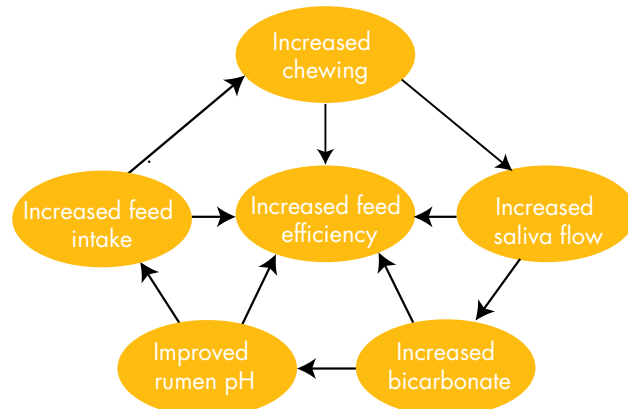 Increased
chewing
Increased feed
intake
Increased feed
efficiency
Increased
saliva flow
Improved
rumen pH
Increased
bicarbonate